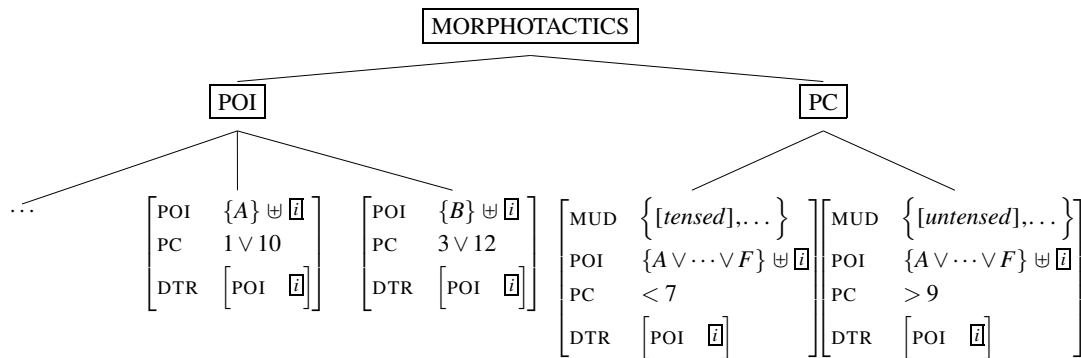 MORPHOTACTICS
POI PC
...
POI {A} ⊎ i
PC 1 ∨ 10
DTR [POI i]
POI {B} ⊎ i
PC 3 ∨ 12
DTR [POI i]
MUD {[tensed],...}
POI {A ∨ ··· ∨ F} ⊎ i
PC < 7
DTR [POI i]
MUD {[untensed],...}
POI {A ∨ ··· ∨ F} ⊎ i
PC > 9
DTR [POI i]